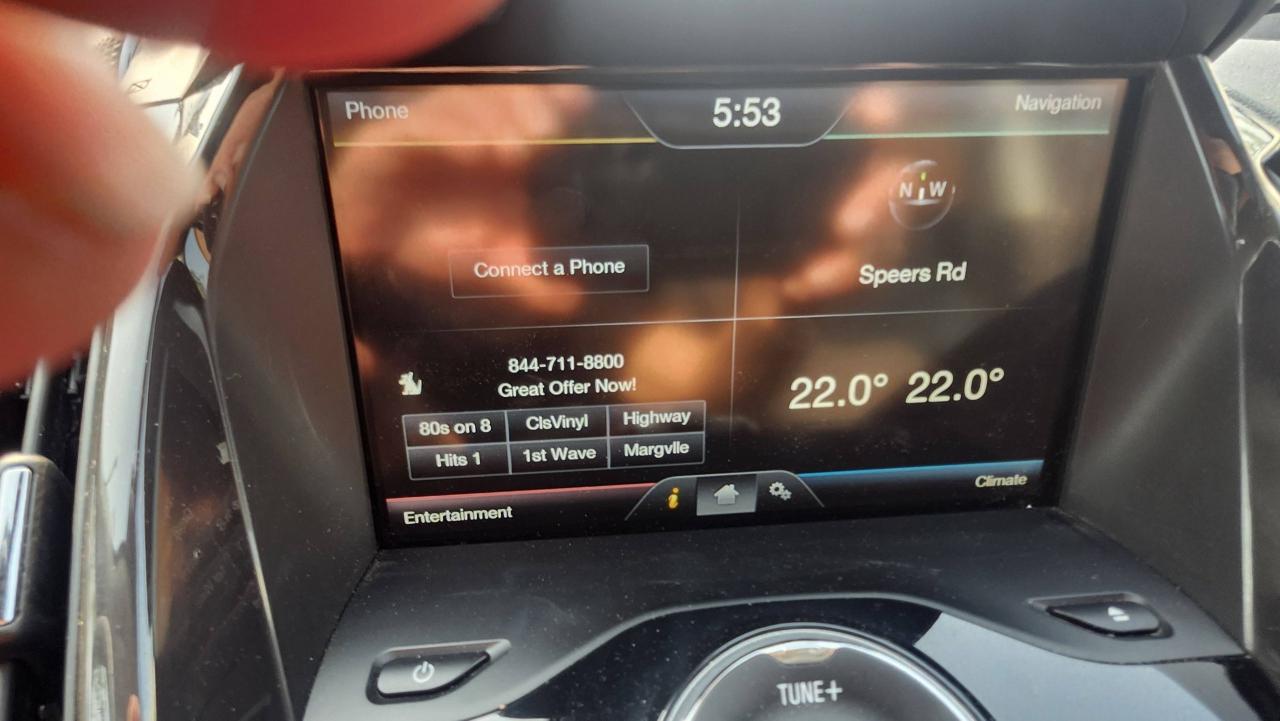 Phone
5:53
Navigation
N W
Connect a Phone
Speers Rd
844-711-8800
Great Offer Now!
22.0° 22.0°
80s on 8 ClsVinyl Highway
Hits 1 1st Wave Margvlle
Entertainment
i
Climate
TUNE+